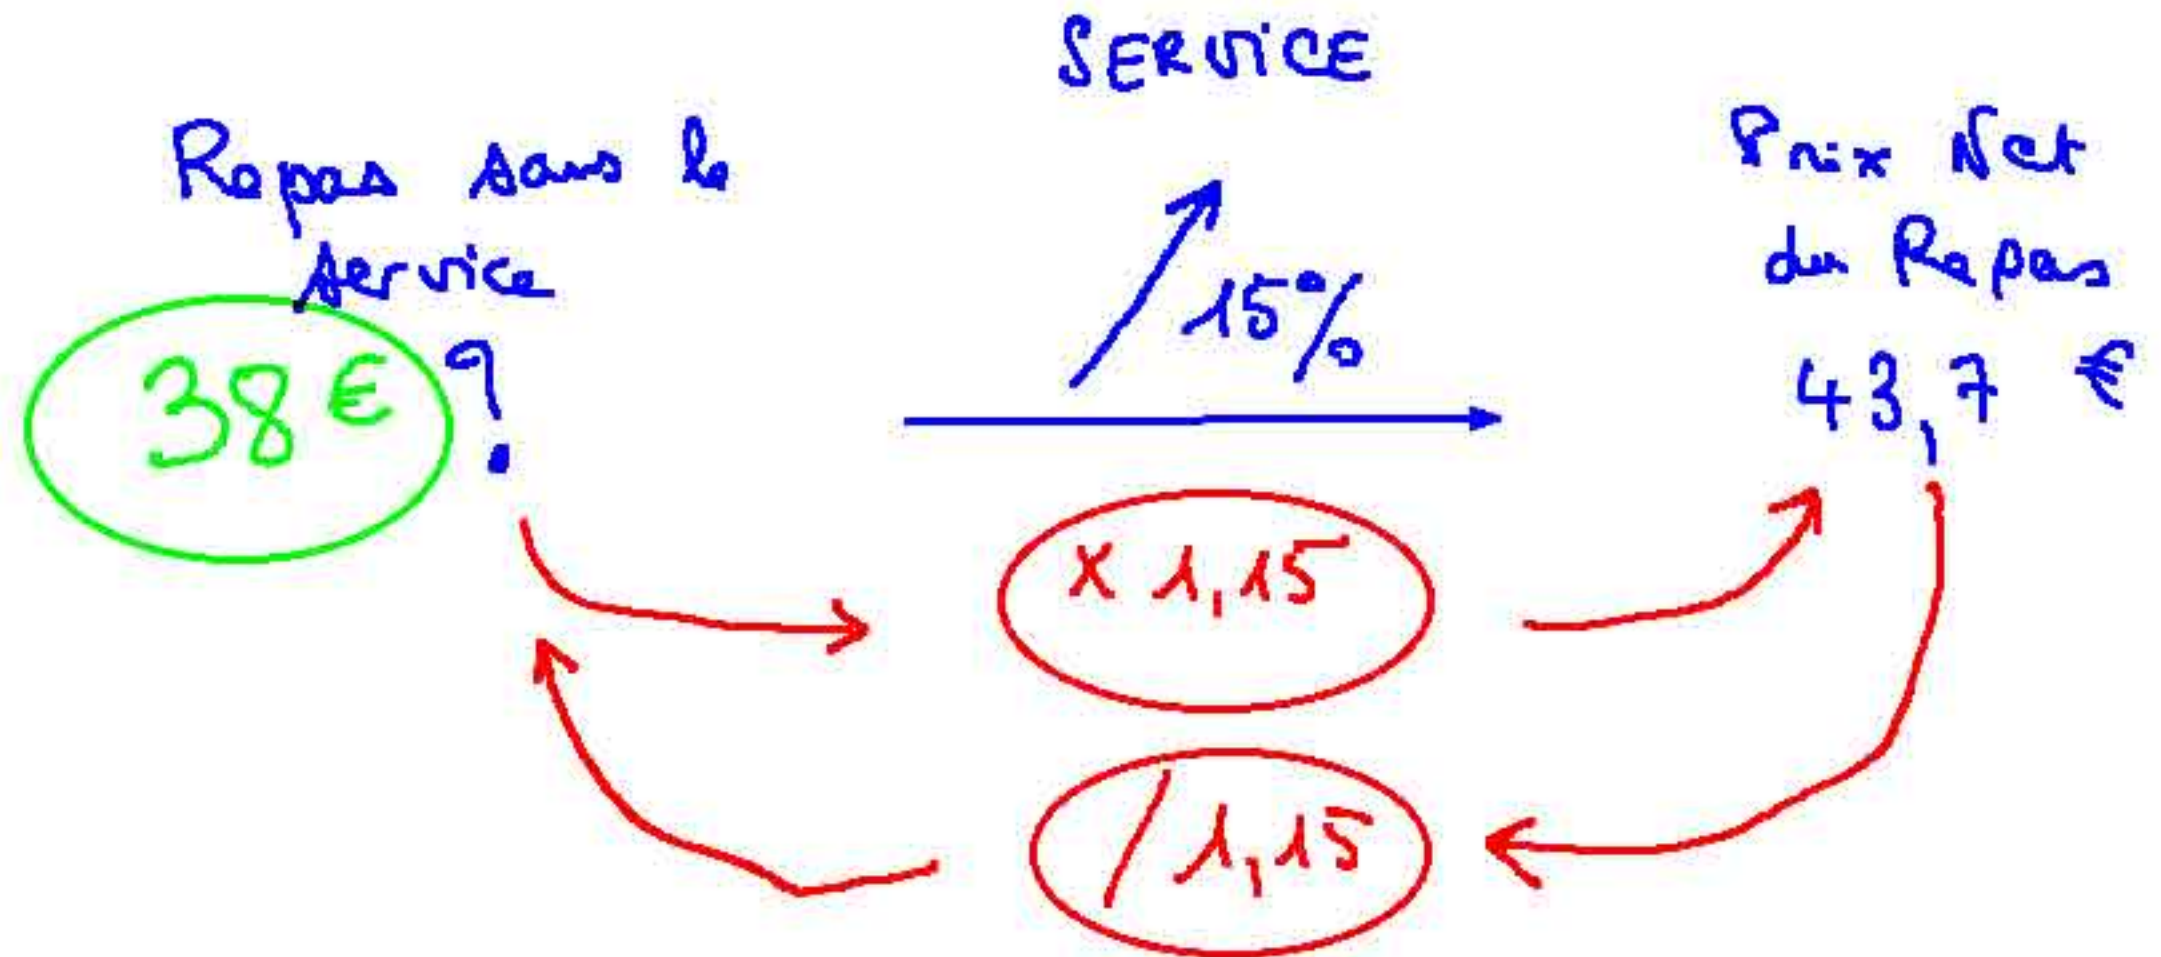 SERVICE
Repas sans le
service
38 € ?
15%
Prix Net
du Repas
43,7 €
x 1,15
/ 1,15